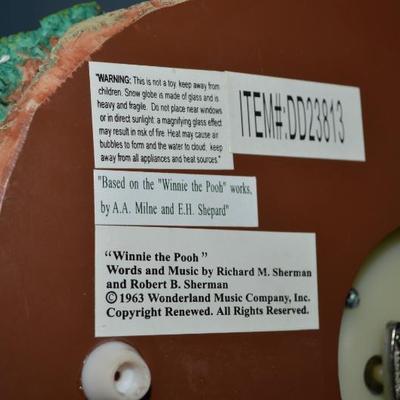 "WARNING: This is not a toy. keep away from
children. Snow globe is made of glass and is
heavy and fragile. Do not place near windows
or in direct sunlight. a magnifying glass effect
may result in risk of fire. Heat may cause air
bubbles to form and the water to cloud: keep
away from all appliances and heat sources."
ITEM#:DD23813
"Based on the "Winnie the Pooh" works,
by A.A. Milne and E.H. Shepard"
"Winnie the Pooh"
Words and Music by Richard M. Sherman
and Robert B. Sherman
© 1963 Wonderland Music Company, Inc.
Copyright Renewed. All Rights Reserved.